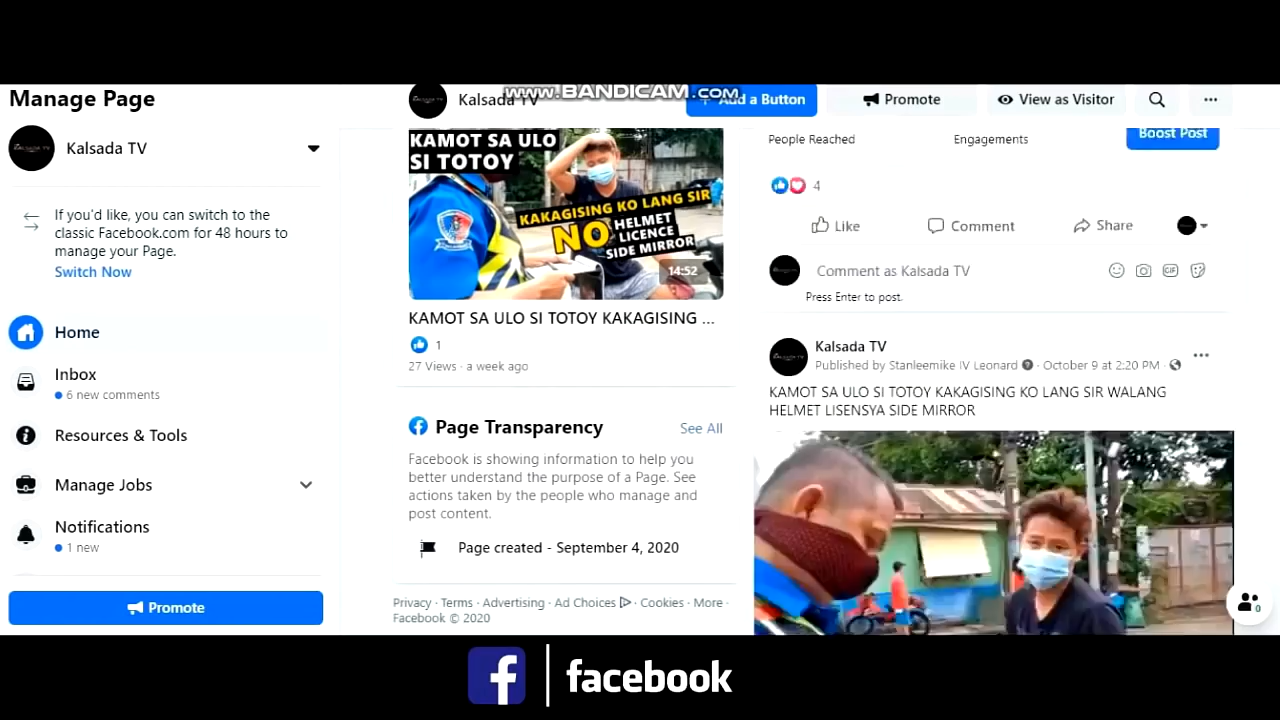 www.BANDICAM.com
Manage Page
Kalsada TV
If you'd like, you can switch to the
classic Facebook.com for 48 hours to
manage your Page.
Switch Now
Home
Inbox
6 new comments
Resources & Tools
Manage Jobs
Notifications
1 new
Promote
Kalsada TV
+ Add a Button
Promote
View as Visitor
KAMOT SA ULO
SI TOTOY
KAKAGISING KO LANG SIR
NO
HELMET
LICENCE
SIDE MIRROR
14:52
KAMOT SA ULO SI TOTOY KAKAGISING ...
1
27 Views · a week ago
Page Transparency
See All
Facebook is showing information to help you
better understand the purpose of a Page. See
actions taken by the people who manage and
post content.
Page created - September 4, 2020
Privacy · Terms · Advertising · Ad Choices · Cookies · More ·
Facebook © 2020
People Reached
Engagements
Boost Post
4
Like
Comment
Share
Comment as Kalsada TV
GIF
Press Enter to post.
Kalsada TV
Published by Stanleemike IV Leonard · October 9 at 2:20 PM ·
KAMOT SA ULO SI TOTOY KAKAGISING KO LANG SIR WALANG
HELMET LISENSYA SIDE MIRROR
0
facebook